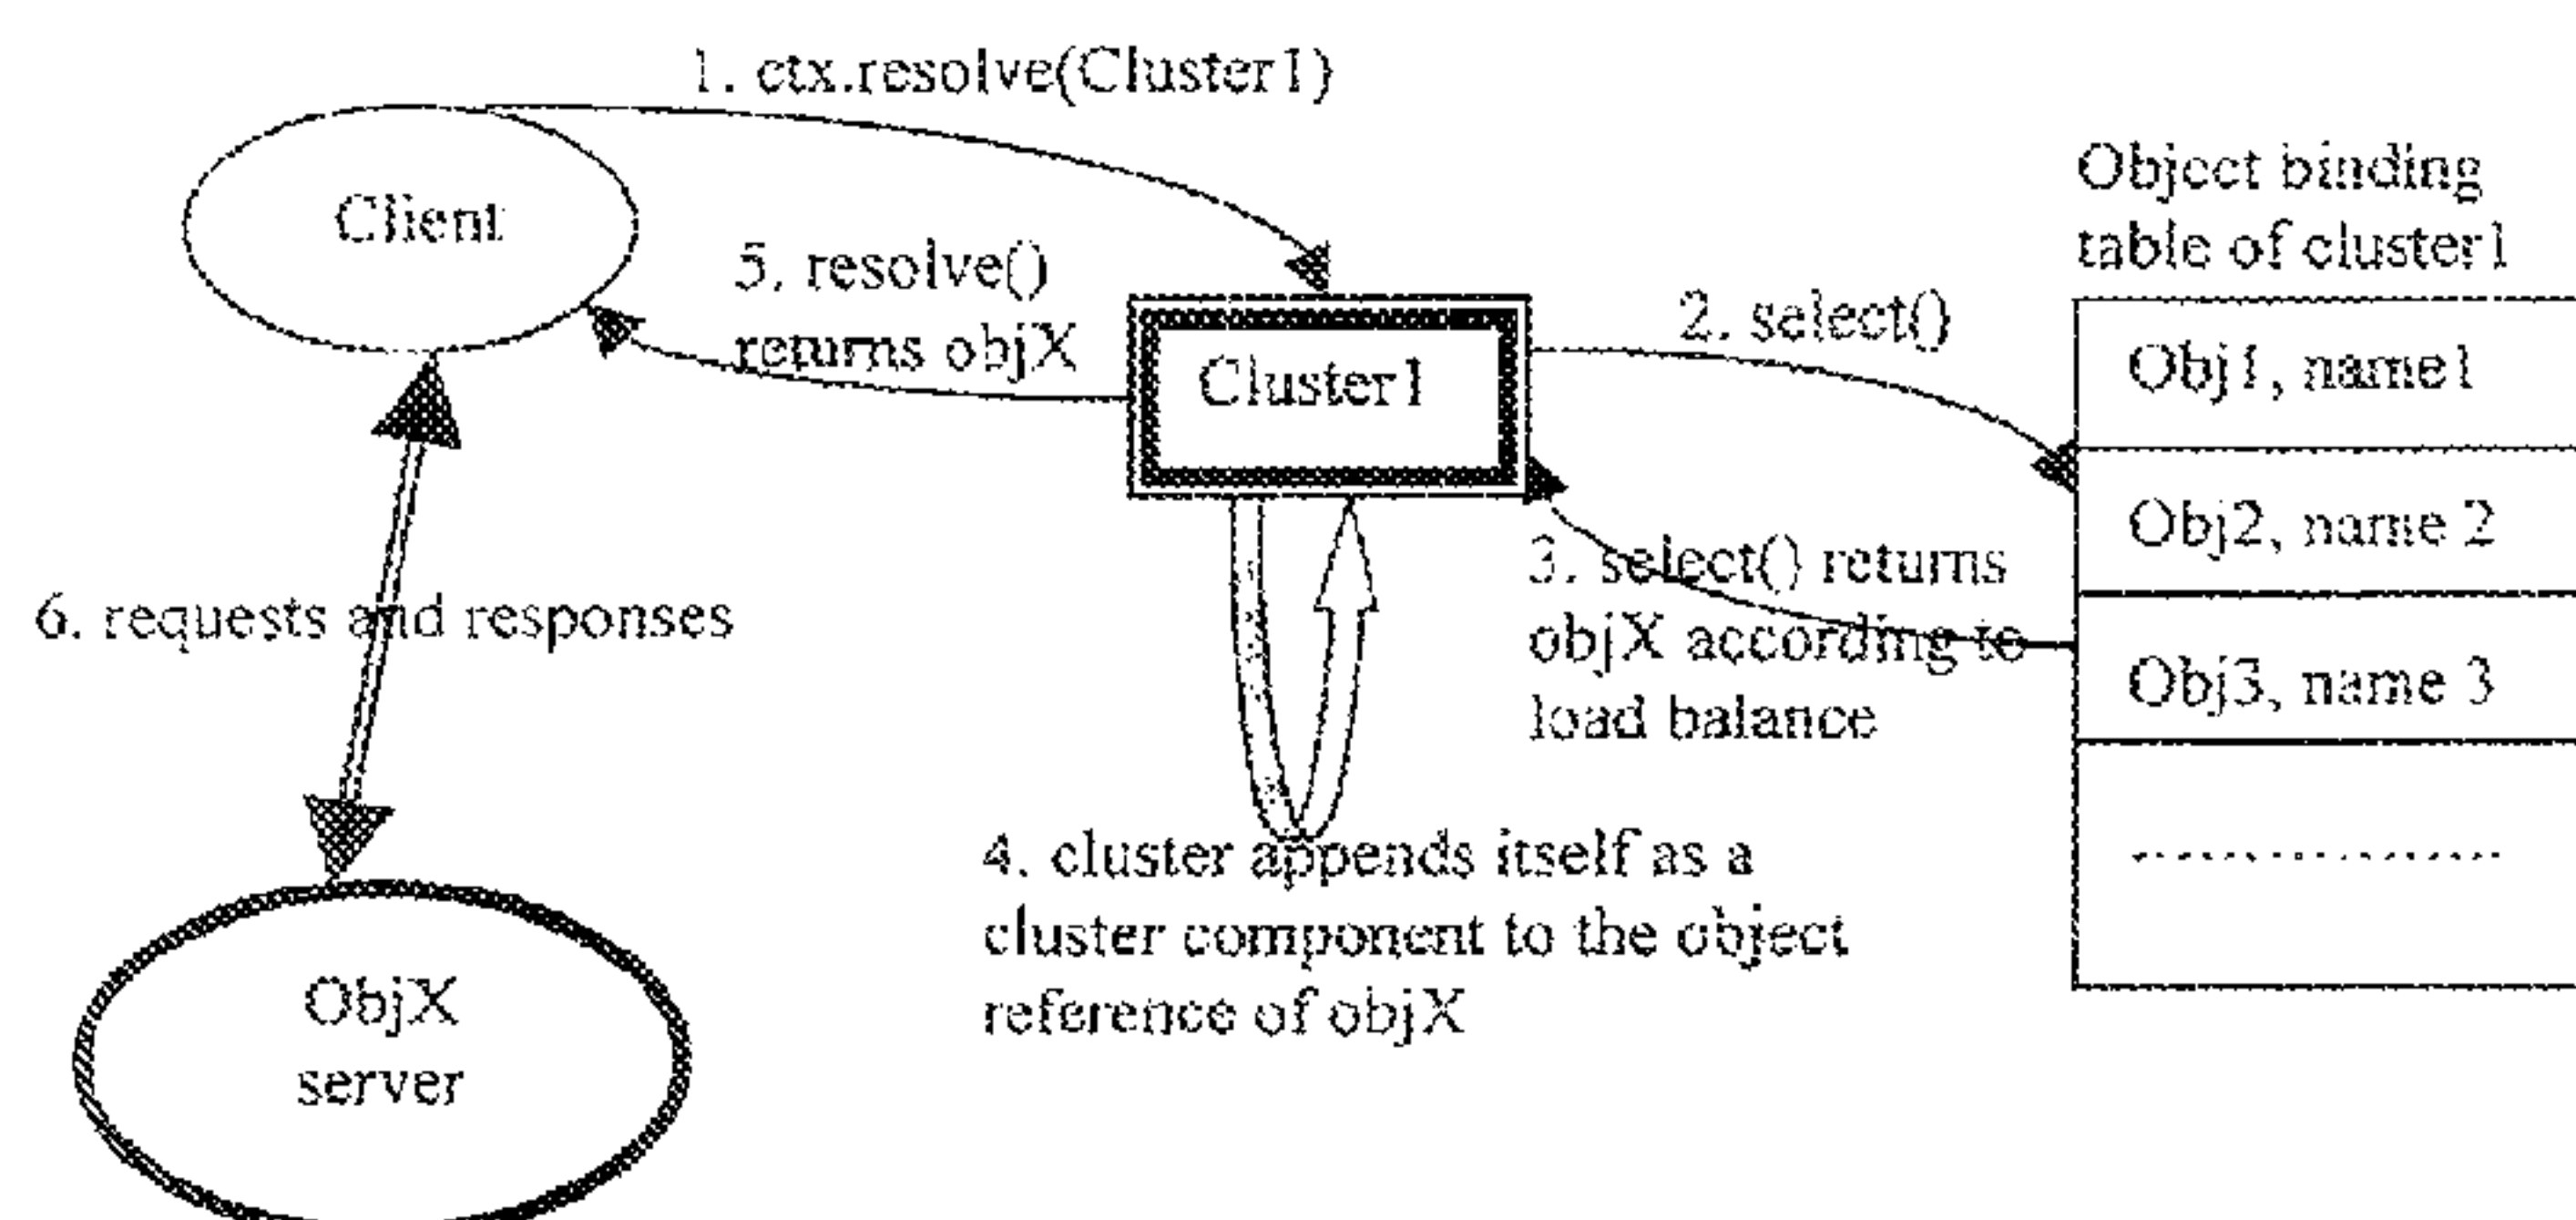 1. ctx.resolve(Cluster1)
Client
5. resolve()
returns objX
Cluster1
2. select()
Object binding
table of cluster1
Obj1, name1
Obj2, name 2
Obj3, name 3
3. select() returns
objX according to
load balance
4. cluster appends itself as a
cluster component to the object
reference of objX
6. requests and responses
ObjX
server